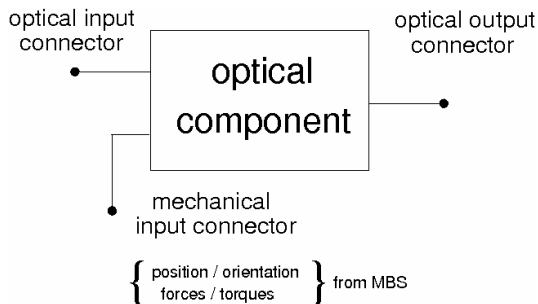 optical input
connector
optical output
connector
optical
component
mechanical
input connector
{ position / orientation
forces / torques } from MBS